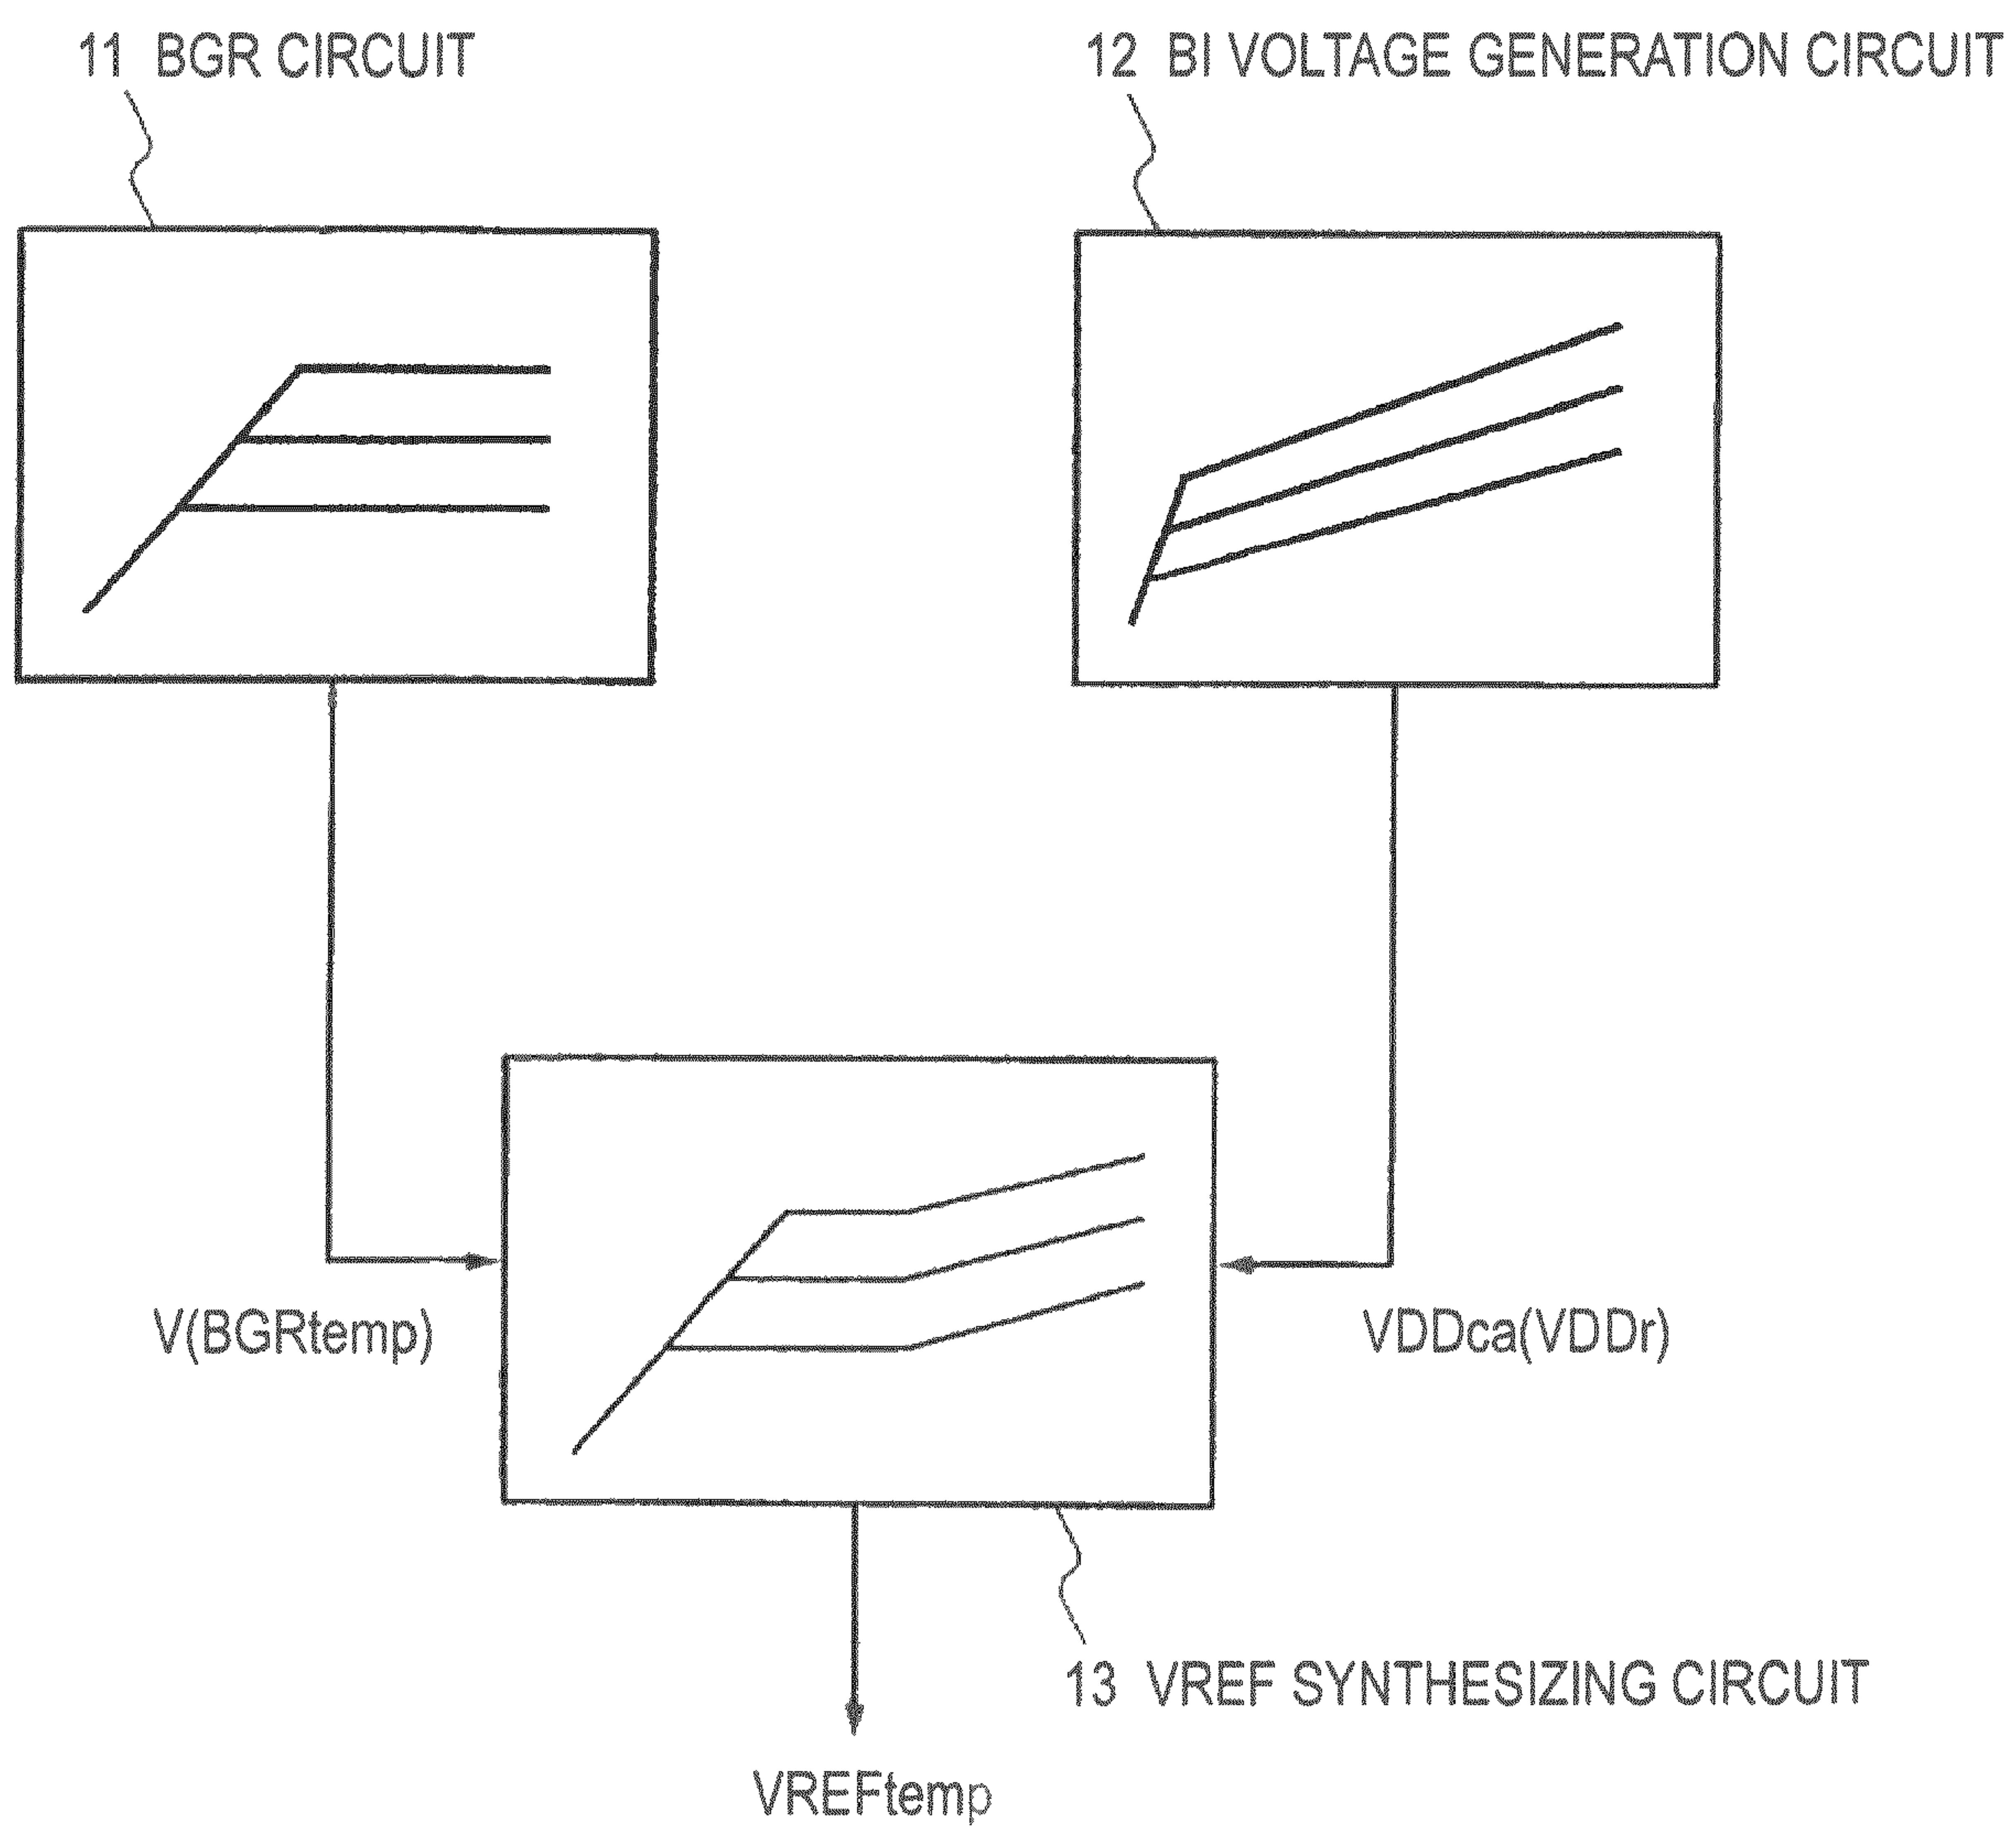 11 BGR CIRCUIT
12 BI VOLTAGE GENERATION CIRCUIT
V(BGRtemp)
VDDca(VDDr)
13 VREF SYNTHESIZING CIRCUIT
VREFtemp